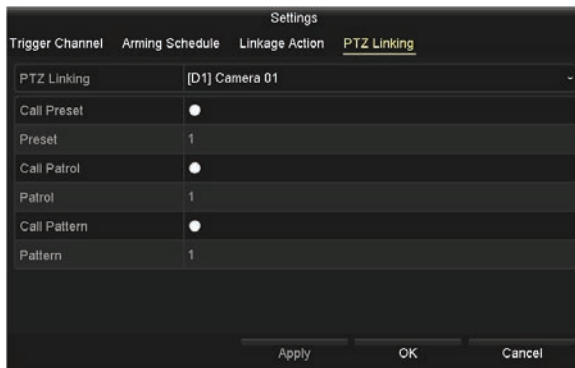 Settings
Trigger Channel Arming Schedule Linkage Action PTZ Linking
PTZ Linking [D1] Camera 01
Call Preset
Preset 1
Call Patrol
Patrol 1
Call Pattern
Pattern 1
Apply OK Cancel